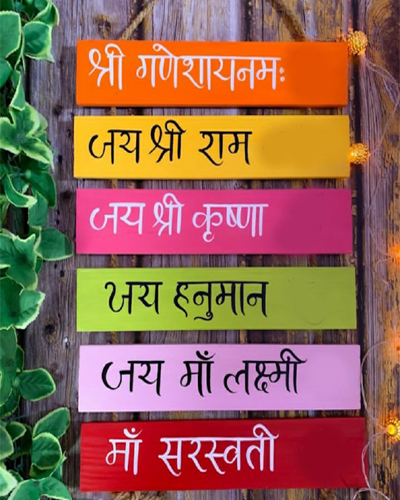 श्री गणेशायनमः
जय श्री राम
जय श्री कृष्णा
जय हनुमान
जय माँ लक्ष्मी
माँ सरस्वती